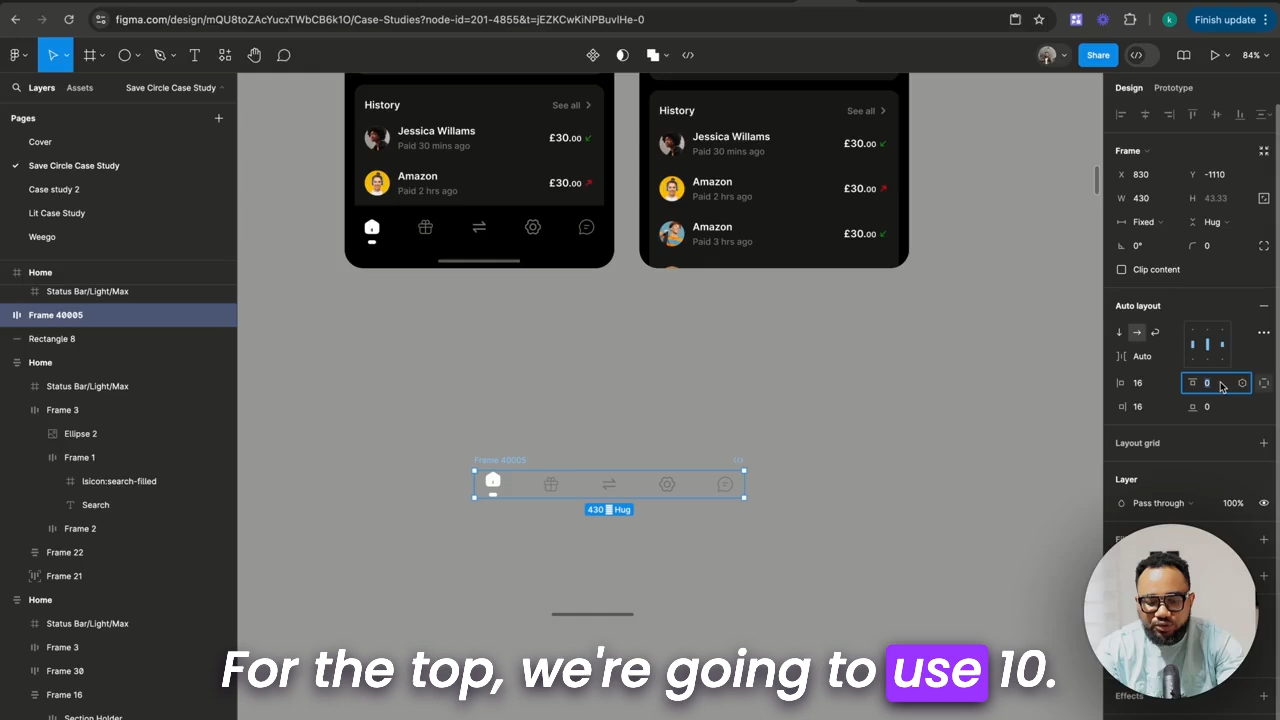 figma.com/design/mQU8toZAcYucxTWbCB6k1O/Case-Studies?node-id=201-4855&t=jEZKCwKiNPBuvlHe-0
k
Finish update
Share
84%
Layers
Assets
Save Circle Case Study
Pages
Cover
Save Circle Case Study
Case study 2
Lit Case Study
Weego
Home
Status Bar/Light/Max
Frame 40005
Rectangle 8
Home
Status Bar/Light/Max
Frame 3
Ellipse 2
Frame 1
Isicon:search-filled
Search
Frame 2
Frame 22
Frame 21
Home
Status Bar/Light/Max
Frame 3
Frame 30
Frame 16
Section Holder
History
See all
Jessica Willams
Paid 30 mins ago
£30.00
Amazon
Paid 2 hrs ago
£30.00
History
See all
Jessica Willams
Paid 30 mins ago
£30.00
Amazon
Paid 2 hrs ago
£30.00
Amazon
Paid 3 hrs ago
£30.00
Frame 40005
430
Hug
Design
Prototype
Frame
X 830
Y -1110
W 430
H 43.33
Fixed
Hug
0°
0
Clip content
Auto layout
Auto
16
0
16
0
Layout grid
Layer
Pass through
100%
Effects
For the top, we're going to use 10.